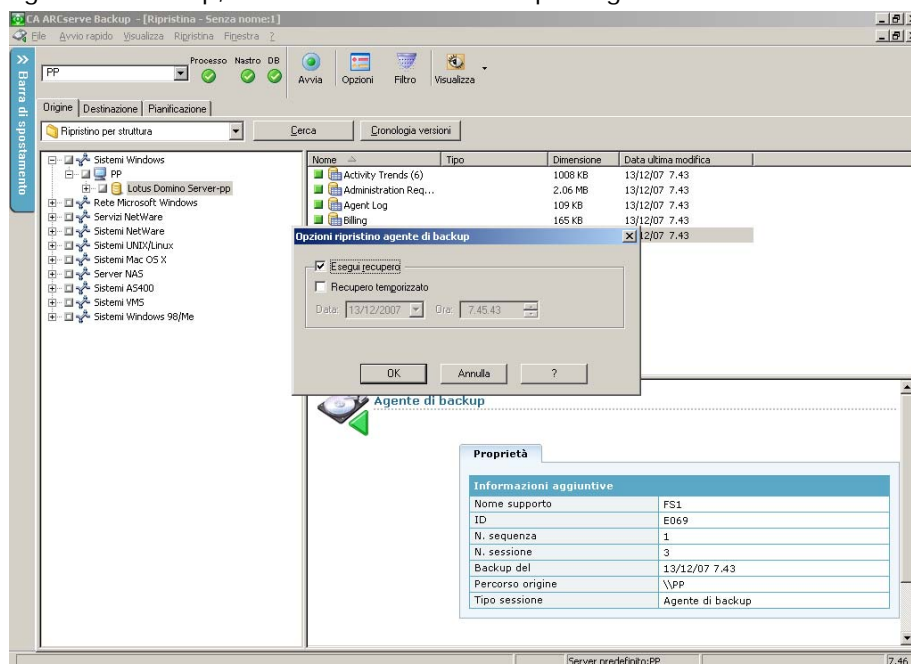 CA ARCserve Backup - [Ripristina - Senza nome:1]
File Avvio rapido Visualizza Ripristina Finestra ?
Barra di spostamento
PP
Processo Nastro DB
Avvia Opzioni Filtro Visualizza
Origine Destinazione Pianificazione
Ripristino per struttura Cerca Cronologia versioni
Sistemi Windows
PP
Lotus Domino Server-pp
Rete Microsoft Windows
Servizi NetWare
Sistemi NetWare
Sistemi UNIX/Linux
Sistemi Mac OS X
Server NAS
Sistemi AS400
Sistemi VMS
Sistemi Windows 98/Me
Nome Tipo Dimensione Data ultima modifica
Activity Trends (6) 1008 KB 13/12/07 7.43
Administration Req... 2.06 MB 13/12/07 7.43
Agent Log 109 KB 13/12/07 7.43
Billing 165 KB 13/12/07 7.43
12/07 7.43
Opzioni ripristino agente di backup
Esegui recupero
Recupero temporizzato
Data: 13/12/2007 Ora: 7.45.43
OK Annulla ?
Agente di backup
Proprietà
Informazioni aggiuntive
Nome supporto FS1
ID E069
N. sequenza 1
N. sessione 3
Backup del 13/12/07 7.43
Percorso origine \\PP
Tipo sessione Agente di backup
Server predefinito:PP 7.46